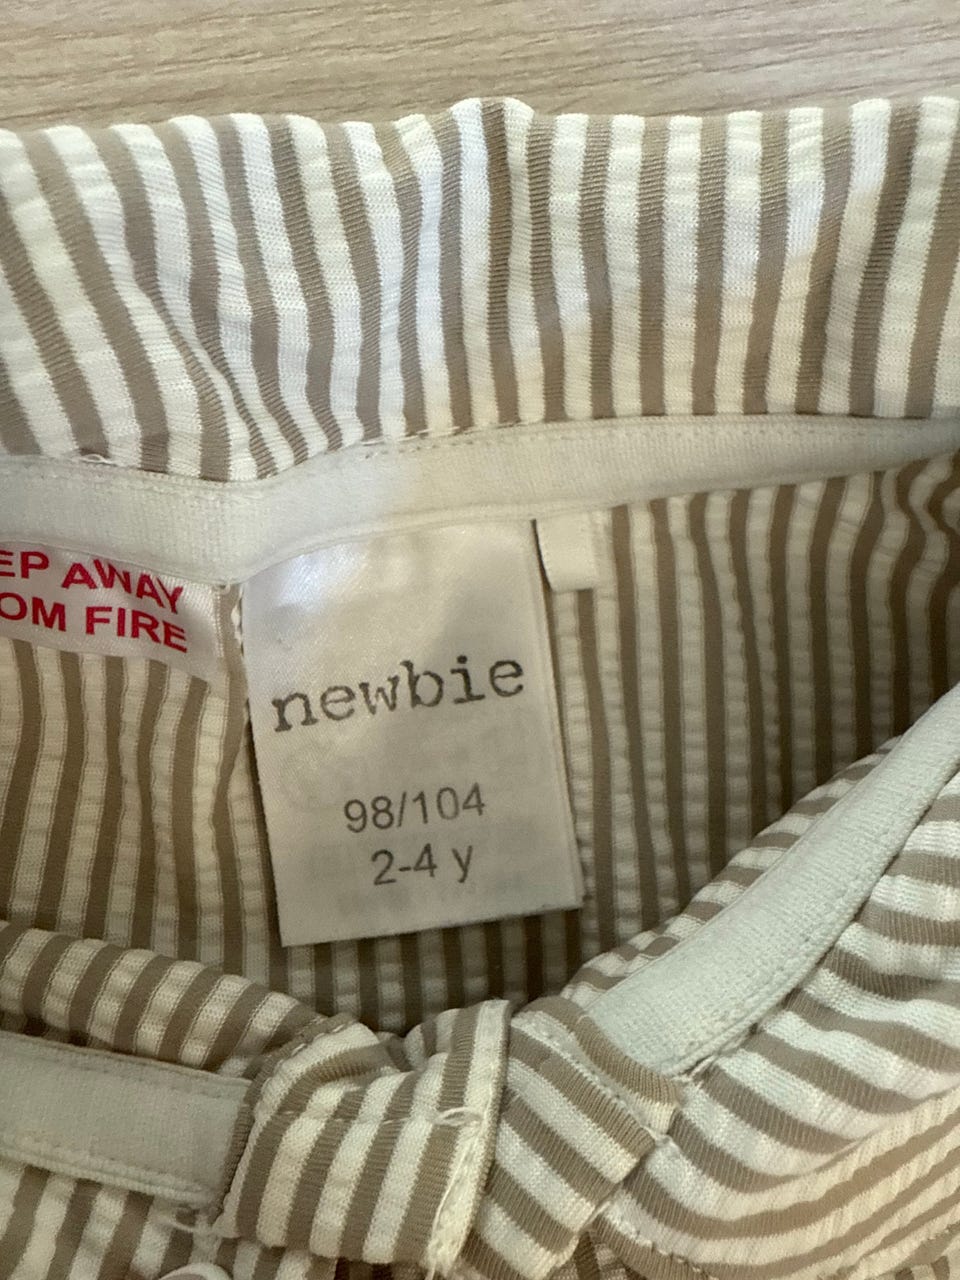 EP AWAY
OM FIRE
newbie
98/104
2-4 y